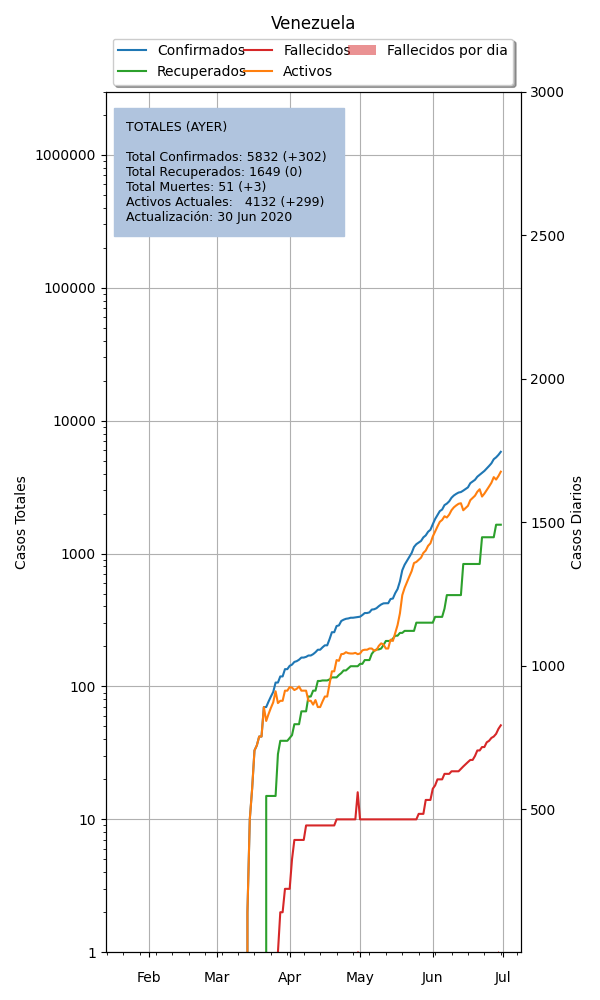 Venezuela
Confirmados
Fallecidos
Fallecidos por dia
Recuperados
Activos
TOTALES (AYER)
Total Confirmados: 5832 (+302)
Total Recuperados: 1649 (0)
Total Muertes: 51 (+3)
Activos Actuales:   4132 (+299)
Actualización: 30 Jun 2020
Casos Totales
1000000
100000
10000
1000
100
10
1
3000
2500
2000
1500
1000
500
Casos Diarios
Feb
Mar
Apr
May
Jun
Jul